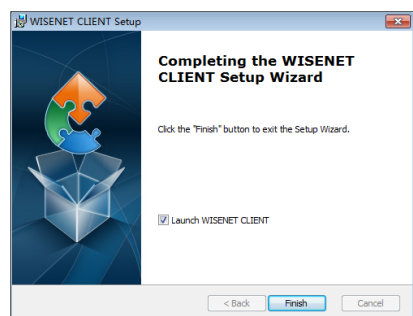 WISENET CLIENT Setup
Completing the WISENET
CLIENT Setup Wizard
Click the "Finish" button to exit the Setup Wizard.
Launch WISENET CLIENT
< Back Finish Cancel